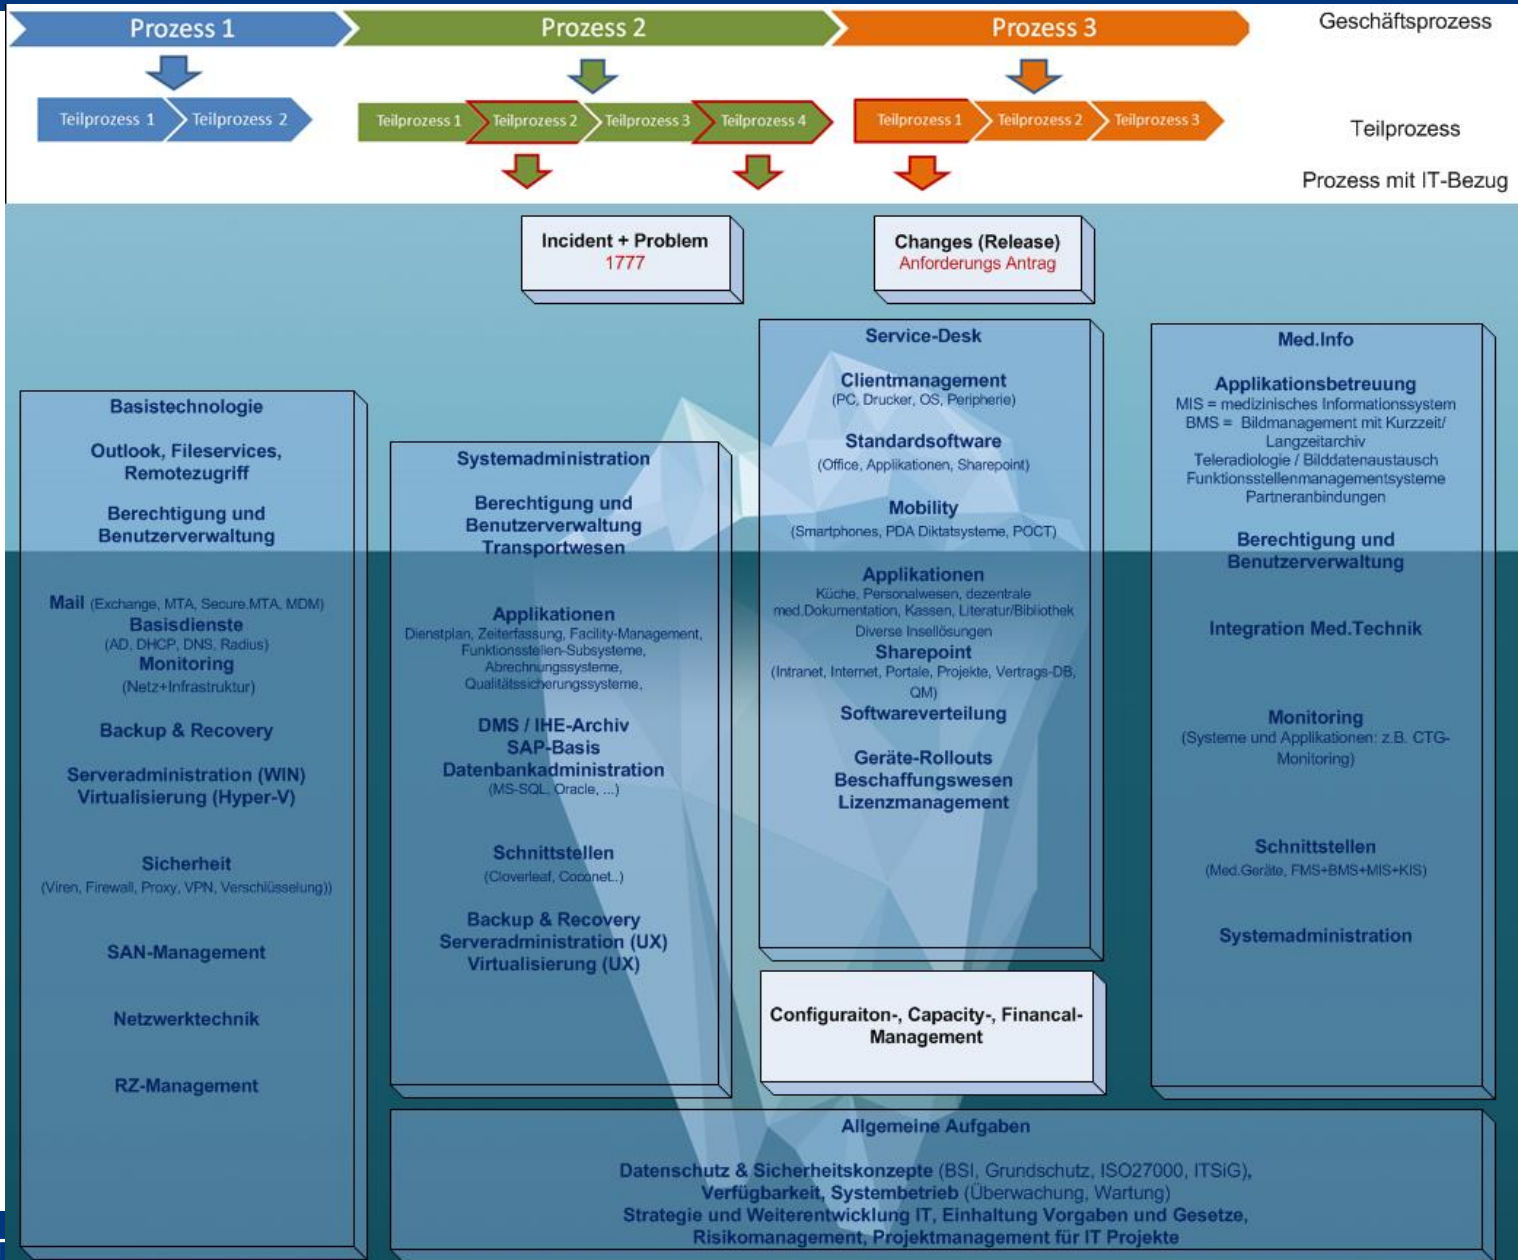 Prozess 1
Prozess 2
Prozess 3
Geschäftsprozess
Teilprozess 1
Teilprozess 2
Teilprozess 1
Teilprozess 2
Teilprozess 3
Teilprozess 4
Teilprozess 1
Teilprozess 2
Teilprozess 3
Teilprozess
Prozess mit IT-Bezug
Incident + Problem
1777
Changes (Release)
Anforderungs Antrag
Basistechnologie
Outlook, Fileservices,
Remotezugriff
Berechtigung und
Benutzerverwaltung
Mail (Exchange, MTA, Secure.MTA, MDM)
Basisdienste
(AD, DHCP, DNS, Radius)
Monitoring
(Netz+Infrastruktur)
Backup & Recovery
Serveradministration (WIN)
Virtualisierung (Hyper-V)
Sicherheit
(Viren, Firewall, Proxy, VPN, Verschlüsselung))
SAN-Management
Netzwerktechnik
RZ-Management
Systemadministration
Berechtigung und
Benutzerverwaltung
Transportwesen
Applikationen
Dienstplan, Zeiterfassung, Facility-Management,
Funktionsstellen-Subsysteme,
Abrechnungssysteme,
Qualitätssicherungssysteme,
DMS / IHE-Archiv
SAP-Basis
Datenbankadministration
(MS-SQL, Oracle, ...)
Schnittstellen
(Cloverleaf, Coconet..)
Backup & Recovery
Serveradministration (UX)
Virtualisierung (UX)
Service-Desk
Clientmanagement
(PC, Drucker, OS, Peripherie)
Standardsoftware
(Office, Applikationen, Sharepoint)
Mobility
(Smartphones, PDA Diktatsysteme, POCT)
Applikationen
Küche, Personalwesen, dezentrale
med.Dokumentation, Kassen, Literatur/Bibliothek
Diverse Insellösungen
Sharepoint
(Intranet, Internet, Portale, Projekte, Vertrags-DB,
QM)
Softwareverteilung
Geräte-Rollouts
Beschaffungswesen
Lizenzmanagement
Configuraiton-, Capacity-, Financal-
Management
Med.Info
Applikationsbetreuung
MIS = medizinisches Informationssystem
BMS = Bildmanagement mit Kurzzeit/
Langzeitarchiv
Teleradiologie / Bilddatenaustausch
Funktionsstellenmanagementsysteme
Partneranbindungen
Berechtigung und
Benutzerverwaltung
Integration Med.Technik
Monitoring
(Systeme und Applikationen: z.B. CTG-
Monitoring)
Schnittstellen
(Med.Geräte, FMS+BMS+MIS+KIS)
Systemadministration
Allgemeine Aufgaben
Datenschutz & Sicherheitskonzepte (BSI, Grundschutz, ISO27000, ITSiG),
Verfügbarkeit, Systembetrieb (Überwachung, Wartung)
Strategie und Weiterentwicklung IT, Einhaltung Vorgaben und Gesetze,
Risikomanagement, Projektmanagement für IT Projekte